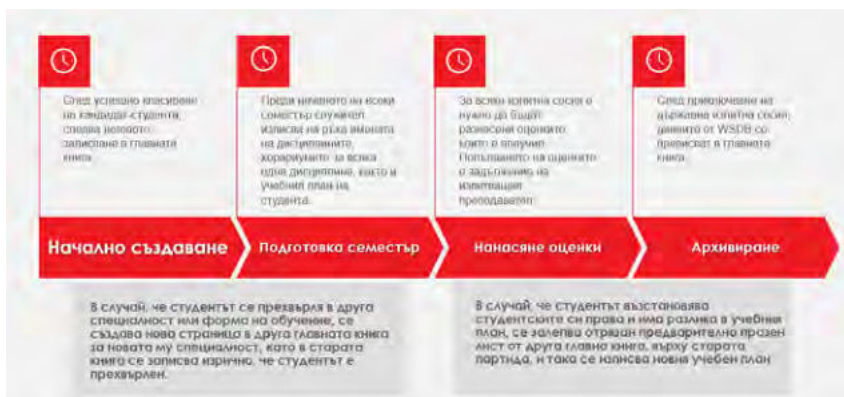 След успешно класиране
на кандидат-студента,
следва неговото
записване в главната
книга.
Преди началото на всеки
семестър служител
изписва на ръка имената
на дисциплините,
хорариумите за всяка
една дисциплина, както и
учебния план на
студента.
За всяка изпитна сесия е
нужно да бъдат
разнесени оценките
които е получил.
Попълването на оценките
е задължение на
изпитващия
преподавател.
След приключване на
държавна изпитна сесия,
данните от WSDB се
преписват в главната
книга.
Начално създаване
Подготовка семестър
Нанасяне оценки
Архивиране
В случай, че студентът се прехвърля в друга
специалност или форма на обучение, се
създава нова страница в друга главната книга
за новата му специалност, като в старата
книга се записва изрично, че студентът е
прехвърлен.
В случай, че студентът възстановява
студентските си права и има разлика в учебния
план, се залепва отрязан предварително празен
лист от друга главна книга, върху старата
партида, и така се написва новия учебен план